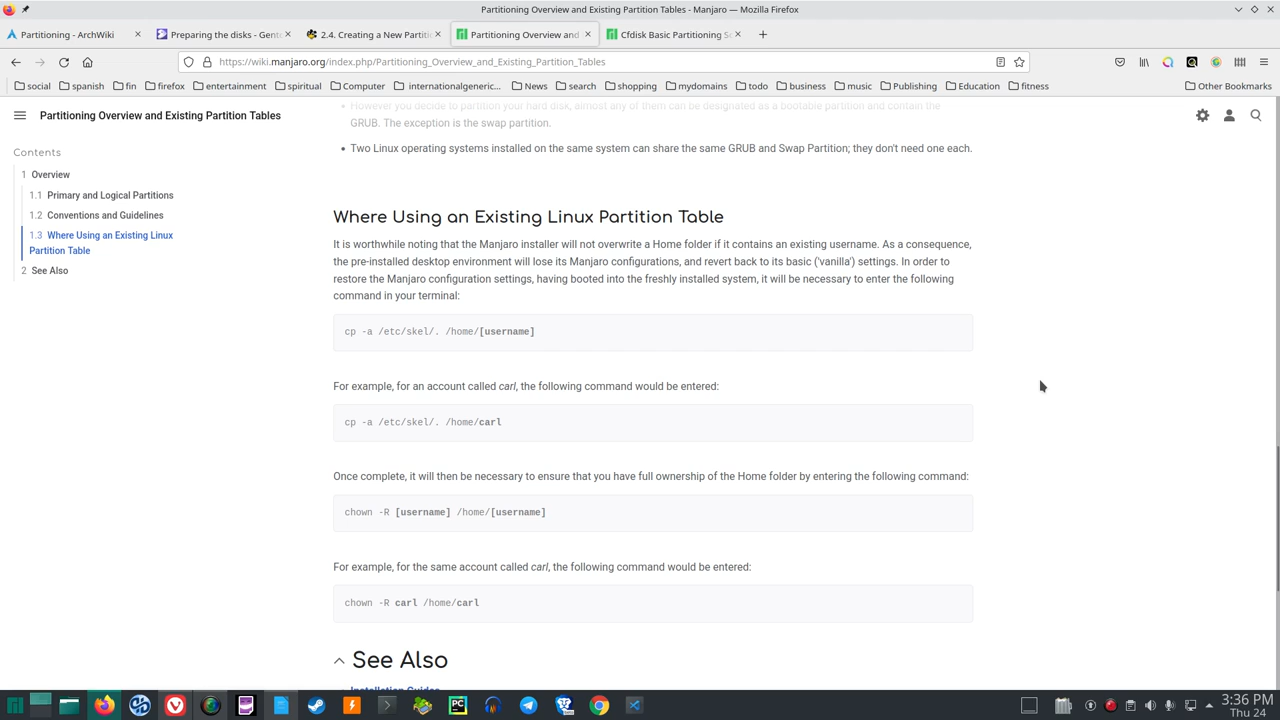 Partitioning Overview and Existing Partition Tables - Manjaro — Mozilla Firefox
Partitioning - ArchWiki
Preparing the disks - Gent
2.4. Creating a New Partiti
Partitioning Overview and
Cfdisk Basic Partitioning S
https://wiki.manjaro.org/index.php/Partitioning_Overview_and_Existing_Partition_Tables
social spanish fin firefox entertainment spiritual Computer internationalgeneric... News search shopping mydomains todo business music Publishing Education fitness Other Bookmarks
Partitioning Overview and Existing Partition Tables
Contents
1 Overview
1.1 Primary and Logical Partitions
1.2 Conventions and Guidelines
1.3 Where Using an Existing Linux
Partition Table
2 See Also
However you decide to partition your hard disk, almost any of them can be designated as a bootable partition and contain the
GRUB. The exception is the swap partition.
• Two Linux operating systems installed on the same system can share the same GRUB and Swap Partition; they don't need one each.
Where Using an Existing Linux Partition Table
It is worthwhile noting that the Manjaro installer will not overwrite a Home folder if it contains an existing username. As a consequence,
the pre-installed desktop environment will lose its Manjaro configurations, and revert back to its basic ('vanilla') settings. In order to
restore the Manjaro configuration settings, having booted into the freshly installed system, it will be necessary to enter the following
command in your terminal:
cp -a /etc/skel/. /home/[username]
For example, for an account called carl, the following command would be entered:
cp -a /etc/skel/. /home/carl
Once complete, it will then be necessary to ensure that you have full ownership of the Home folder by entering the following command:
chown -R [username] /home/[username]
For example, for the same account called carl, the following command would be entered:
chown -R carl /home/carl
See Also
Installation Guides
3:36 PM
Thu 24